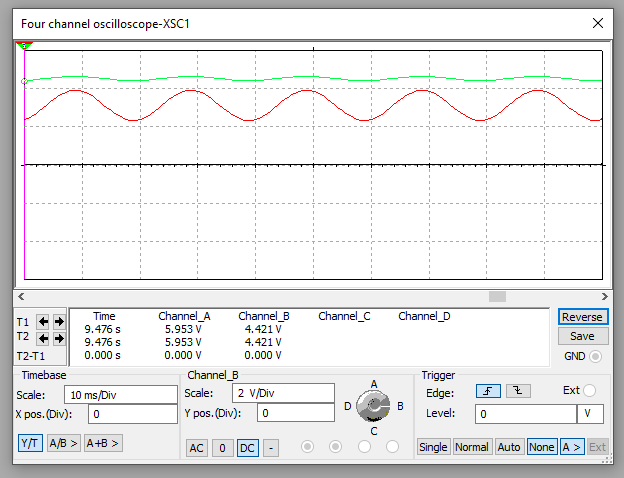 Four channel oscilloscope-XSC1
Time Channel_A Channel_B Channel_C Channel_D
T1 9.476 s 5.953 V 4.421 V
T2 9.476 s 5.953 V 4.421 V
T2-T1 0.000 s 0.000 V 0.000 V
Reverse
Save
GND
Timebase
Scale: 10 ms/Div
X pos.(Div): 0
Y/T A/B > A+B >
Channel_B
Scale: 2 V/Div
Y pos.(Div): 0
AC 0 DC -
A
D B
C
Trigger
Edge: Ext
Level: 0 V
Single Normal Auto None A > Ext